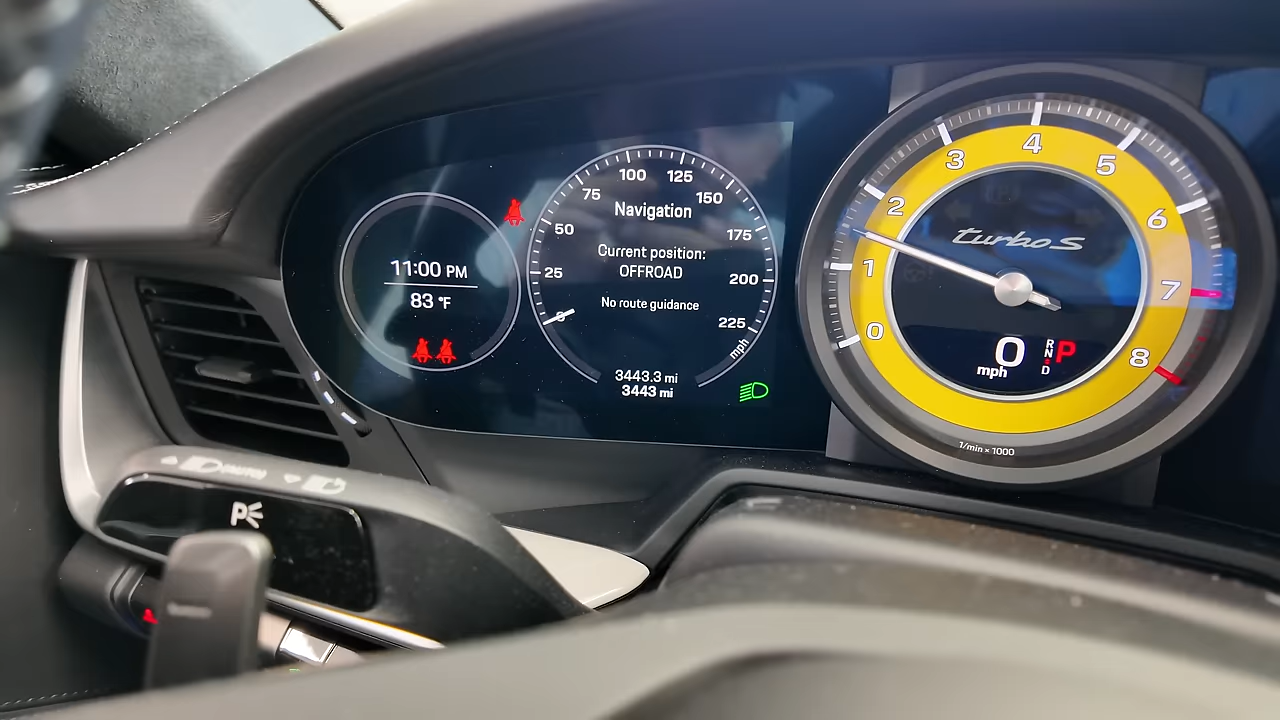 11:00 PM
83 °F
0
25
50
75
100
125
150
175
200
225
mph
Navigation
Current position:
OFFROAD
No route guidance
3443.3 mi
3443 mi
0
1
2
3
4
5
6
7
8
turbo S
0
mph
R
N
D
P
1/min x 1000
P